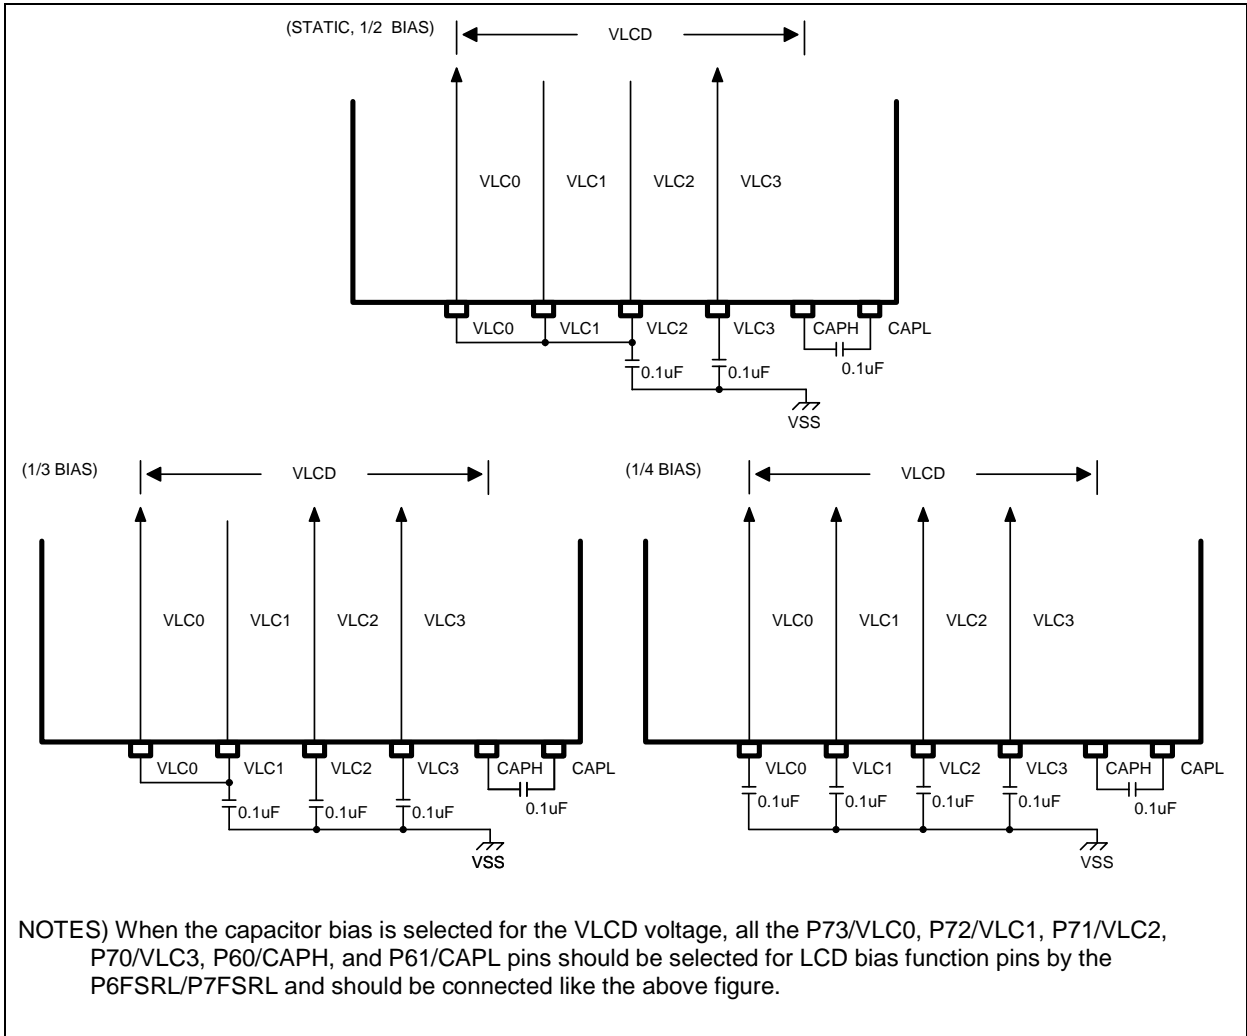 (STATIC, 1/2 BIAS) VLCD
VLC0 VLC1 VLC2 VLC3
VLC0 VLC1 VLC2 VLC3 CAPH CAPL
0.1uF 0.1uF 0.1uF
VSS
(1/3 BIAS) VLCD
VLC0 VLC1 VLC2 VLC3
VLC0 VLC1 VLC2 VLC3 CAPH CAPL
0.1uF 0.1uF 0.1uF 0.1uF
VSS
(1/4 BIAS) VLCD
VLC0 VLC1 VLC2 VLC3
VLC0 VLC1 VLC2 VLC3 CAPH CAPL
0.1uF 0.1uF 0.1uF 0.1uF 0.1uF
VSS
NOTES) When the capacitor bias is selected for the VLCD voltage, all the P73/VLC0, P72/VLC1, P71/VLC2,
P70/VLC3, P60/CAPH, and P61/CAPL pins should be selected for LCD bias function pins by the
P6FSRL/P7FSRL and should be connected like the above figure.